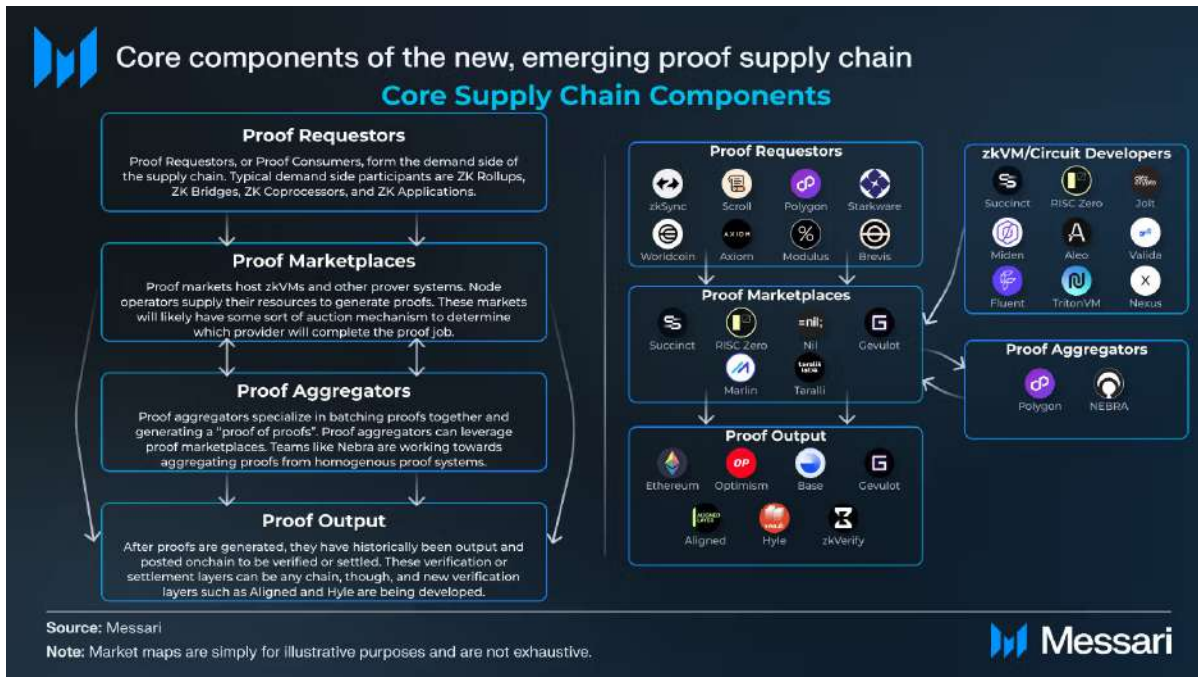 Core components of the new, emerging proof supply chain
Core Supply Chain Components
Proof Requestors
Proof Requestors, or Proof Consumers, form the demand side of
the supply chain. Typical demand side participants are ZK Rollups,
ZK Bridges, ZK Coprocessors, and ZK Applications.
Proof Marketplaces
Proof markets host zkVMs and other prover systems. Node
operators supply their resources to generate proofs. These markets
will likely have some sort of auction mechanism to determine
which provider will complete the proof job.
Proof Aggregators
Proof aggregators specialize in batching proofs together and
generating a “proof of proofs”. Proof aggregators can leverage
proof marketplaces. Teams like Nebra are working towards
aggregating proofs from homogenous proof systems.
Proof Output
After proofs are generated, they have historically been output and
posted onchain to be verified or settled. These verification or
settlement layers can be any chain, though, and new verification
layers such as Aligned and Hyle are being developed.
Proof Requestors
zkSync Scroll Polygon Starkware
AXIOM
Worldcoin Axiom Modulus Brevis
Proof Marketplaces
=nil;
Succinct RISC Zero Nil Gevulot
taralli labs
Marlin Taralli
Proof Output
OP
Ethereum Optimism Base Gevulot
ALIGNED LAYER
Aligned Hyle zkVerify
zkVM/Circuit Developers
Succinct RISC Zero Jolt
Miden Aleo Valida
Fluent TritonVM Nexus
Proof Aggregators
Polygon NEBRA
Source: Messari
Note: Market maps are simply for illustrative purposes and are not exhaustive.
Messari